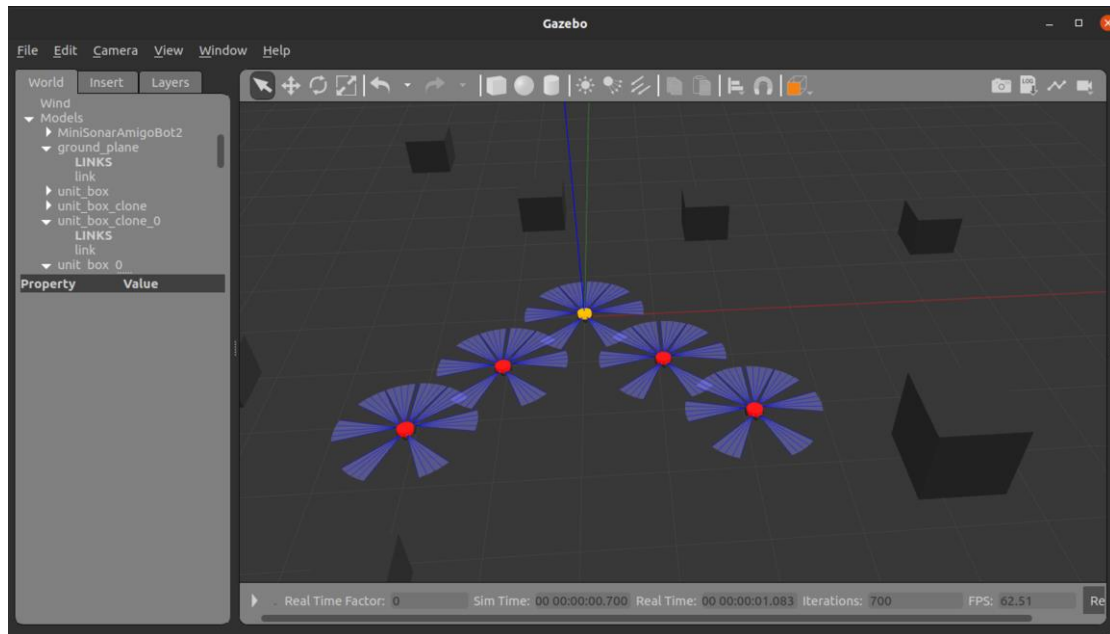 Gazebo
File Edit Camera View Window Help
World Insert Layers
Wind
Models
MiniSonarAmigoBot2
ground_plane
LINKS
link
unit_box
unit_box_clone
unit_box_clone_0
LINKS
link
unit_box_0
Property Value
LOG
Real Time Factor: 0 Sim Time: 00 00:00:00.700 Real Time: 00 00:00:01.083 Iterations: 700 FPS: 62.51 Re